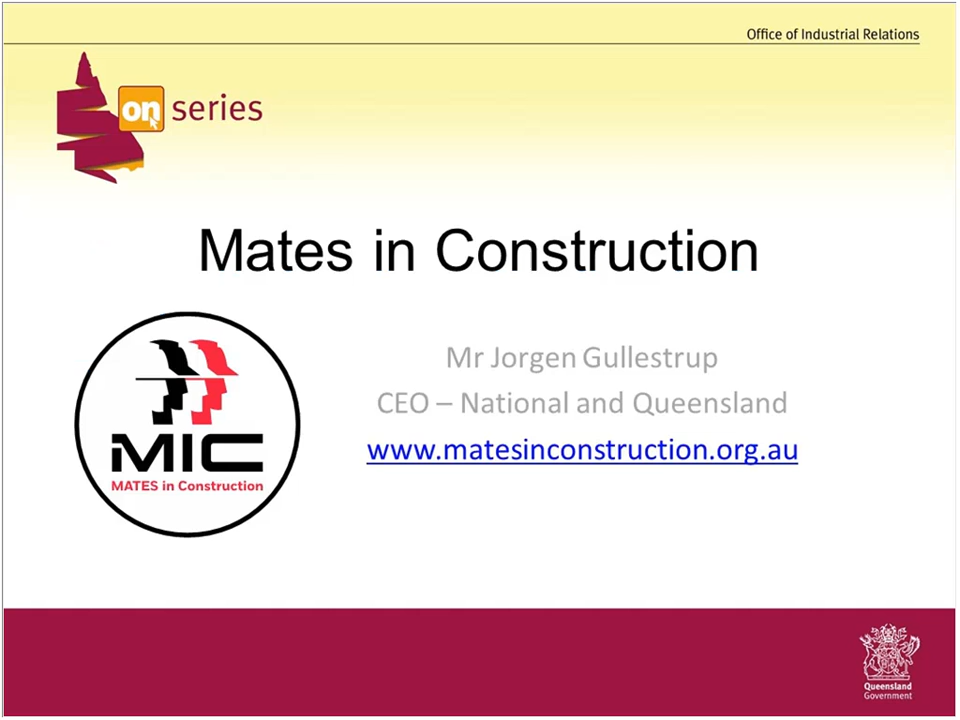 Office of Industrial Relations
on series
Mates in Construction
Mr Jorgen Gullestrup
CEO – National and Queensland
www.matesinconstruction.org.au
MIC
MATES in Construction
Queensland
Government